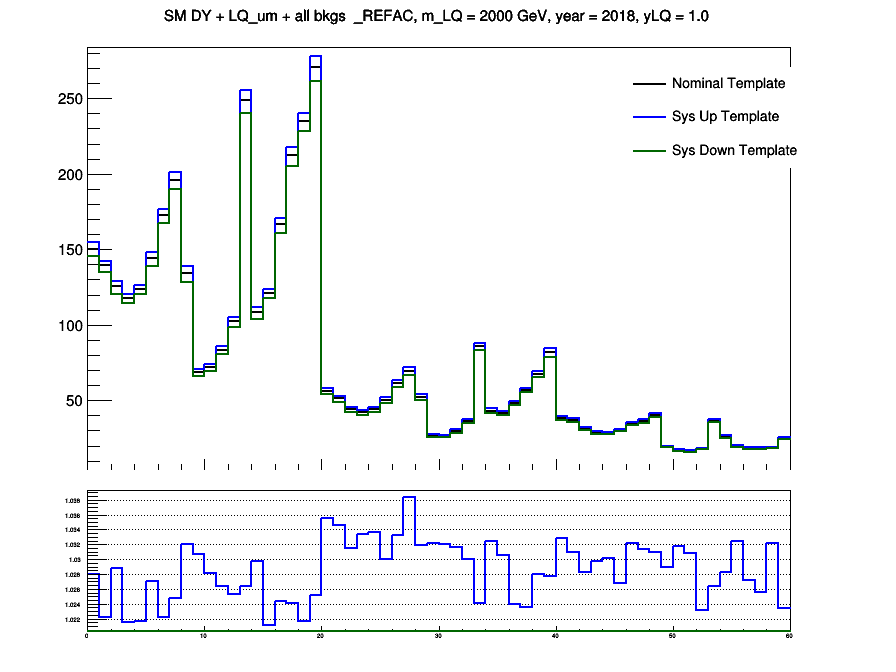 SM DY + LQ_um + all bkgs _REFAC, m_LQ = 2000 GeV, year = 2018, yLQ = 1.0
Nominal Template
Sys Up Template
Sys Down Template
250
200
150
100
50
1.038
1.036
1.034
1.032
1.03
1.028
1.026
1.024
1.022
0 10 20 30 40 50 60